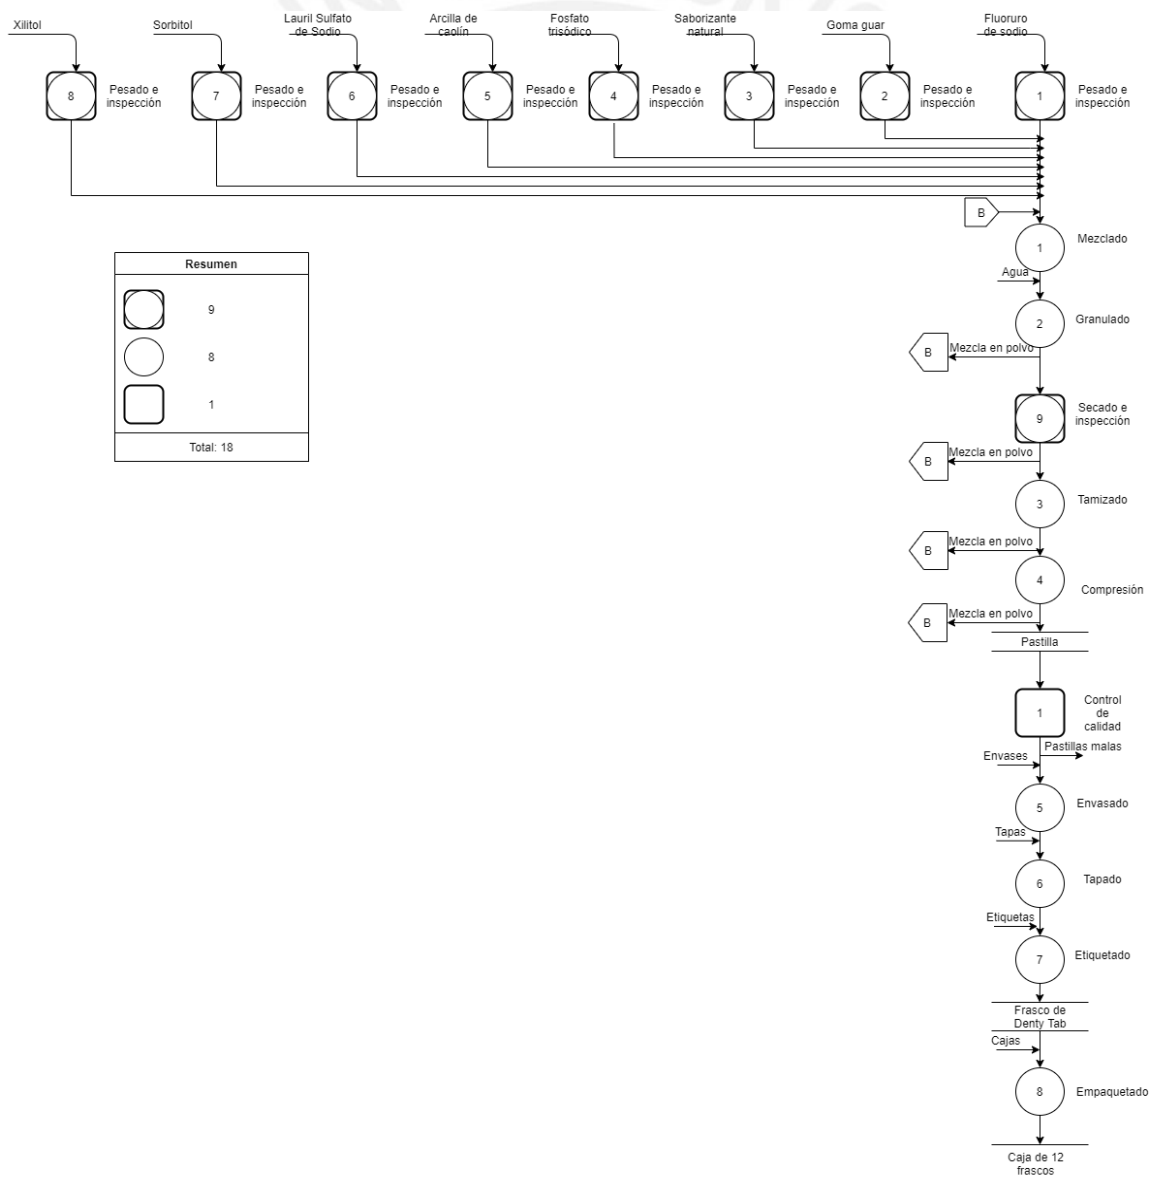 Xilitol
Sorbitol
Lauril Sulfato
de Sodio
Arcilla de
caolín
Fosfato
trisódico
Saborizante
natural
Goma guar
Fluoruro
de sodio
8
Pesado e
inspección
7
Pesado e
inspección
6
Pesado e
inspección
5
Pesado e
inspección
4
Pesado e
inspección
3
Pesado e
inspección
2
Pesado e
inspección
1
Pesado e
inspección
B
1
Mezclado
Agua
2
Granulado
B
Mezcla en polvo
9
Secado e
inspección
B
Mezcla en polvo
3
Tamizado
B
Mezcla en polvo
4
Compresión
B
Mezcla en polvo
Pastilla
1
Control
de
calidad
Pastillas malas
Envases
5
Envasado
Tapas
6
Tapado
Etiquetas
7
Etiquetado
Frasco de
Denty Tab
Cajas
8
Empaquetado
Caja de 12
frascos
Resumen
9
8
1
Total: 18